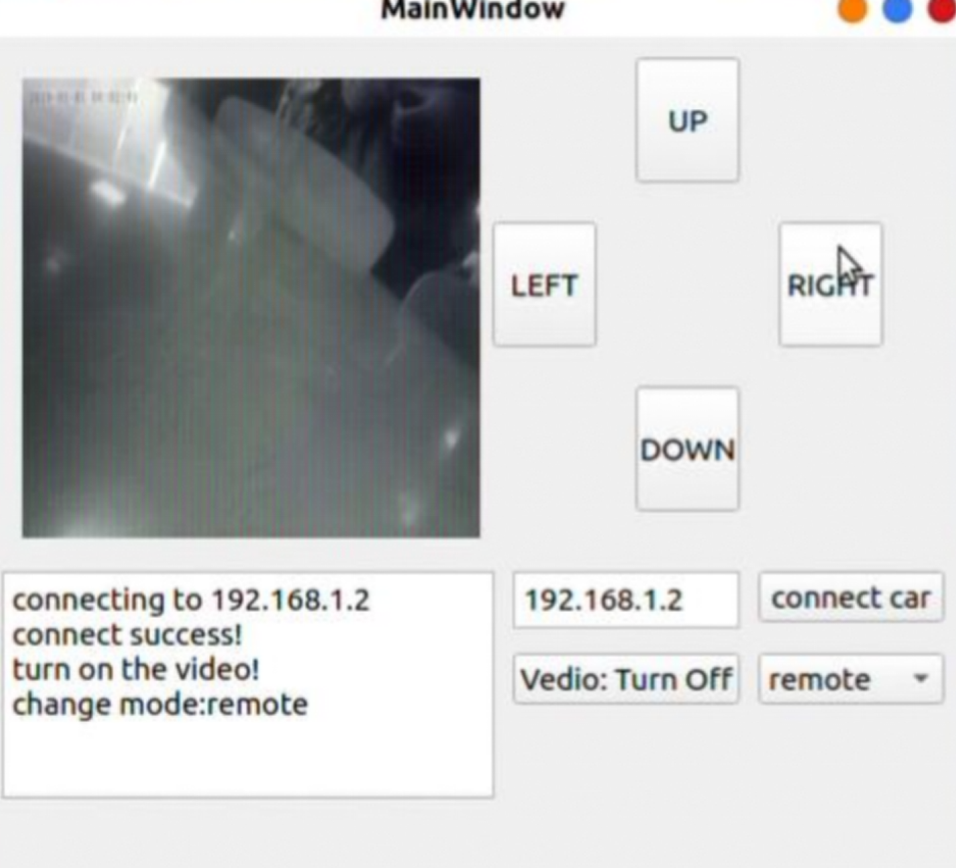 MainWindow
UP
LEFT
RIGHT
DOWN
connecting to 192.168.1.2
connect success!
turn on the video!
change mode:remote
192.168.1.2
connect car
Vedio: Turn Off
remote